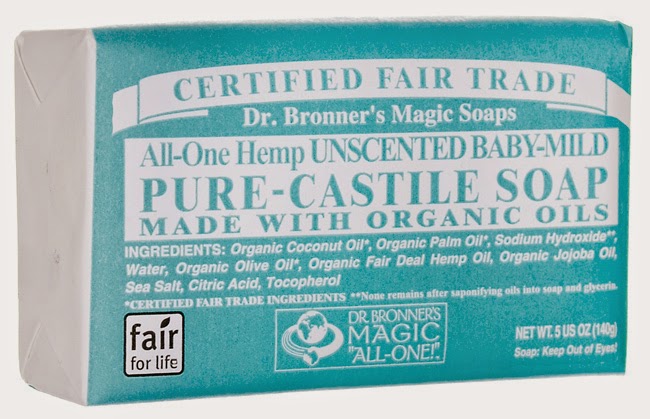 CERTIFIED FAIR TRADE
Dr. Bronner's Magic Soaps
All-One Hemp UNSCENTED BABY-MILD
PURE-CASTILE SOAP
MADE WITH ORGANIC OILS
INGREDIENTS: Organic Coconut Oil*, Organic Palm Oil*, Sodium Hydroxide**,
Water, Organic Olive Oil*, Organic Fair Deal Hemp Oil, Organic Jojoba Oil,
Sea Salt, Citric Acid, Tocopherol
*CERTIFIED FAIR TRADE INGREDIENTS **None remains after saponifying oils into soap and glycerin.
fair
for life
DR. BRONNER'S
MAGIC
"ALL-ONE!"
NET WT. 5 US OZ (140g)
Soap: Keep Out of Eyes!